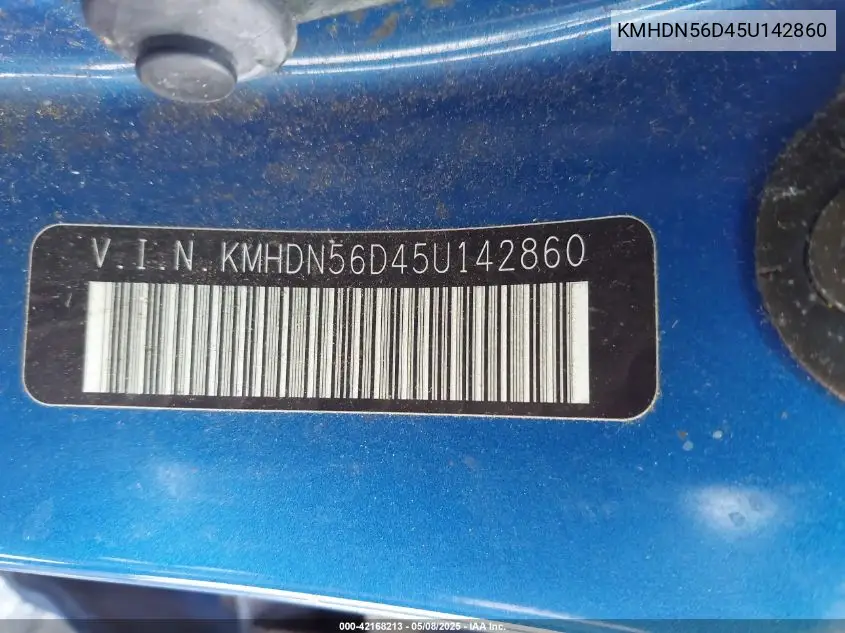 KMHDN56D45U142860
V.I.N. KMHDN56D45U142860
000-42168213 - 05/08/2025 - IAA Inc.